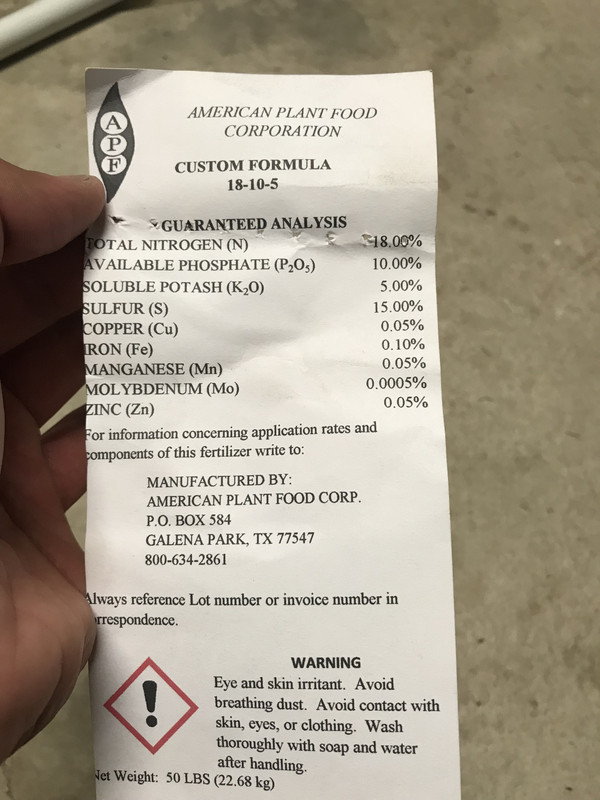 APF
AMERICAN PLANT FOOD
CORPORATION
CUSTOM FORMULA
18-10-5
GUARANTEED ANALYSIS
TOTAL NITROGEN (N) 18.00%
AVAILABLE PHOSPHATE (P₂O₅) 10.00%
SOLUBLE POTASH (K₂O) 5.00%
SULFUR (S) 15.00%
COPPER (Cu) 0.05%
IRON (Fe) 0.10%
MANGANESE (Mn) 0.05%
MOLYBDENUM (Mo) 0.0005%
ZINC (Zn) 0.05%
For information concerning application rates and
components of this fertilizer write to:
MANUFACTURED BY:
AMERICAN PLANT FOOD CORP.
P.O. BOX 584
GALENA PARK, TX 77547
800-634-2861
Always reference Lot number or invoice number in
correspondence.
WARNING
Eye and skin irritant. Avoid
breathing dust. Avoid contact with
skin, eyes, or clothing. Wash
thoroughly with soap and water
after handling.
Net Weight: 50 LBS (22.68 kg)